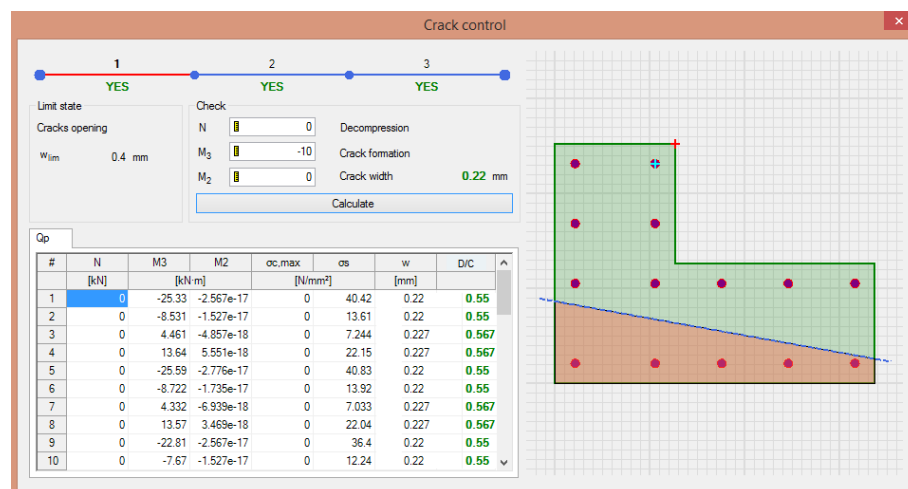 Crack control
1 2 3
YES YES YES
Limit state
Cracks opening
wlim 0.4 mm
Check
N 0 Decompression
M3 -10 Crack formation
M2 0 Crack width 0.22 mm
Calculate
Qp
# N M3 M2 σc,max σs w D/C
[kN] [kN·m] [N/mm²] [mm]
1 0 -25.33 -2.567e-17 0 40.42 0.22 0.55
2 0 -8.531 -1.527e-17 0 13.61 0.22 0.55
3 0 4.461 -4.857e-18 0 7.244 0.227 0.567
4 0 13.64 5.551e-18 0 22.15 0.227 0.567
5 0 -25.59 -2.776e-17 0 40.83 0.22 0.55
6 0 -8.722 -1.735e-17 0 13.92 0.22 0.55
7 0 4.332 -6.939e-18 0 7.033 0.227 0.567
8 0 13.57 3.469e-18 0 22.04 0.227 0.567
9 0 -22.81 -2.567e-17 0 36.4 0.22 0.55
10 0 -7.67 -1.527e-17 0 12.24 0.22 0.55